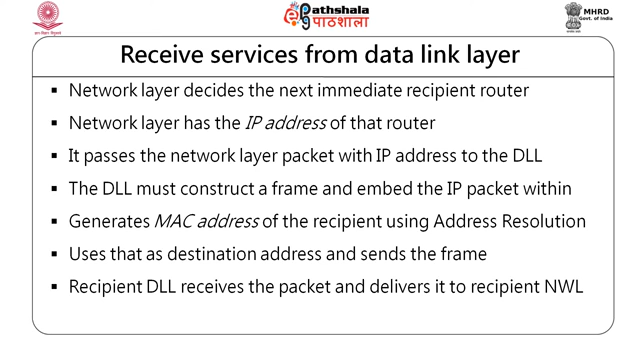 ePathshala
पाठशाला
MHRD
Govt. of India
Receive services from data link layer
▪ Network layer decides the next immediate recipient router
▪ Network layer has the IP address of that router
▪ It passes the network layer packet with IP address to the DLL
▪ The DLL must construct a frame and embed the IP packet within
▪ Generates MAC address of the recipient using Address Resolution
▪ Uses that as destination address and sends the frame
▪ Recipient DLL receives the packet and delivers it to recipient NWL